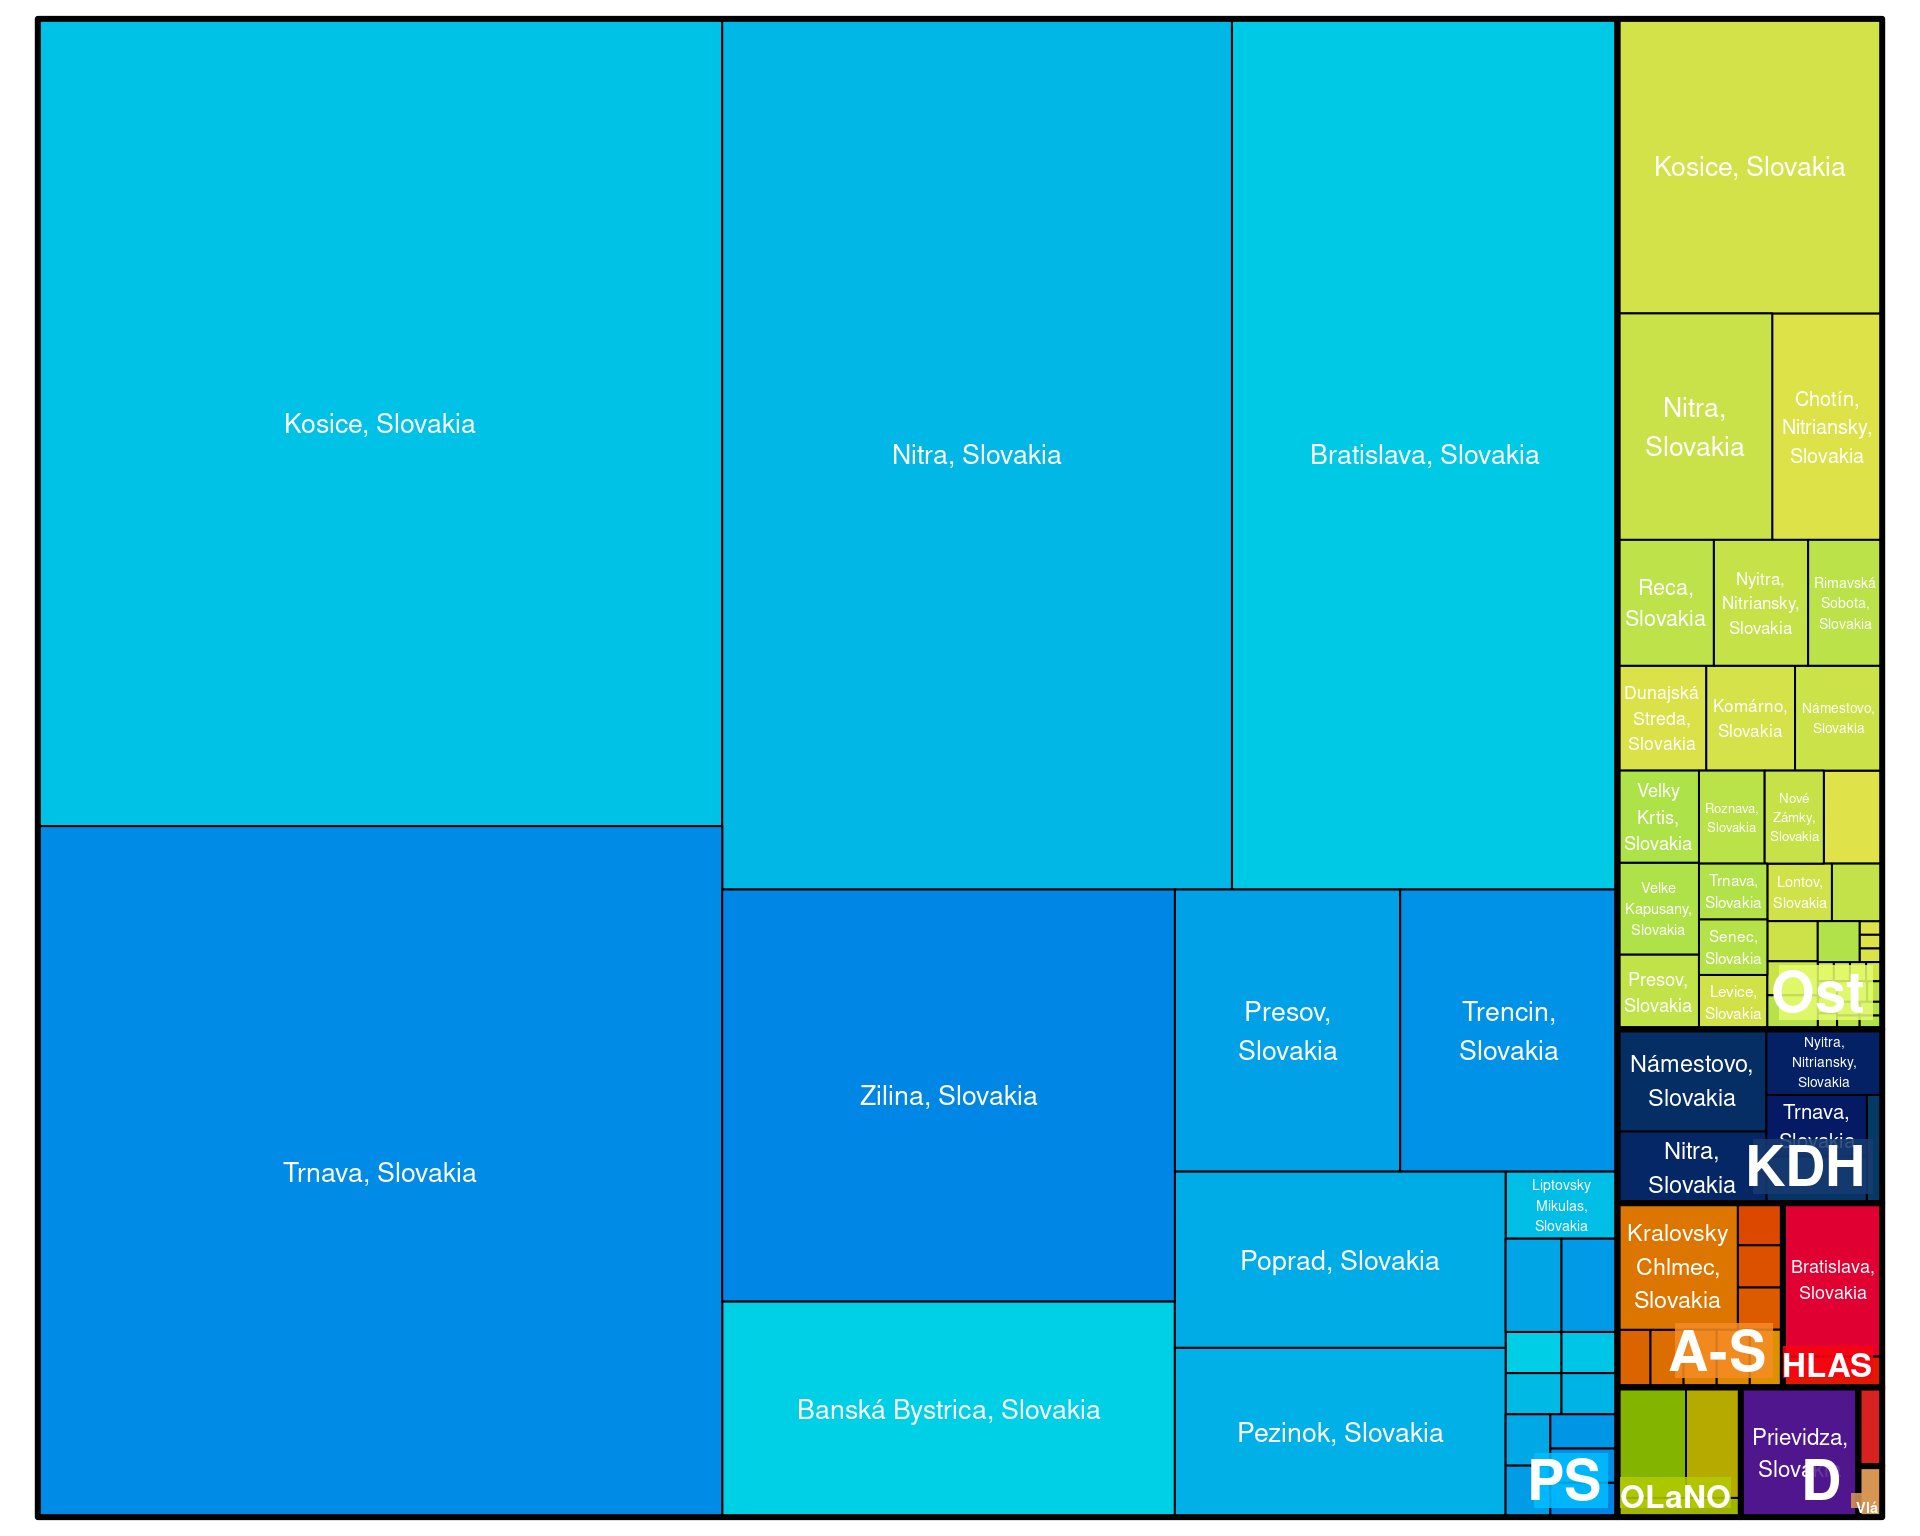 Kosice, Slovakia
Trnava, Slovakia
Nitra, Slovakia
Bratislava, Slovakia
Zilina, Slovakia
Banská Bystrica, Slovakia
Presov,
Slovakia
Trencin,
Slovakia
Poprad, Slovakia
Pezinok, Slovakia
Liptovsky
Mikulas,
Slovakia
PS
Kosice, Slovakia
Nitra,
Slovakia
Chotín,
Nitriansky,
Slovakia
Reca,
Slovakia
Nyitra,
Nitriansky,
Slovakia
Rimavská
Sobota,
Slovakia
Dunajská
Streda,
Slovakia
Komárno,
Slovakia
Námestovo,
Slovakia
Velky
Krtis,
Slovakia
Roznava,
Slovakia
Nové
Zámky,
Slovakia
Velke
Kapusany,
Slovakia
Trnava,
Slovakia
Lontov,
Slovakia
Senec,
Slovakia
Presov,
Slovakia
Levice,
Slovakia
Ost
Námestovo,
Slovakia
Nyitra,
Nitriansky,
Slovakia
Trnava,
Slovakia
Nitra,
Slovakia
KDH
Kralovsky
Chlmec,
Slovakia
A-S
Bratislava,
Slovakia
HLAS
OLaNO
Prievidza,
Slovakia
D
Vlá